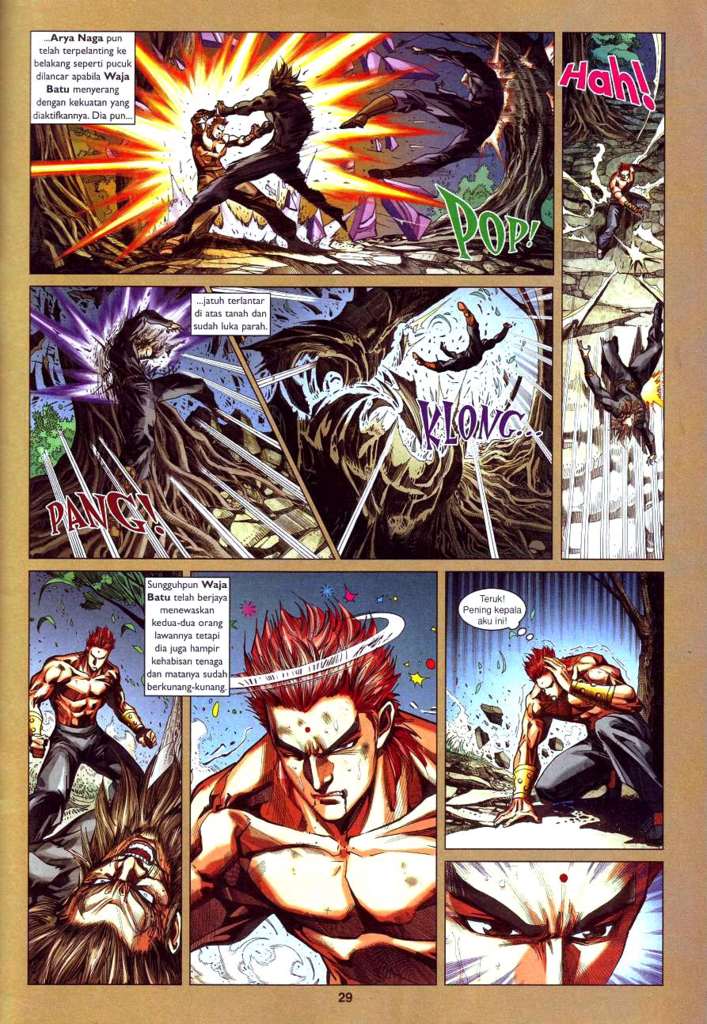 ...Arya Naga pun
telah terpelanting ke
belakang seperti pucuk
dilancar apabila Waja
Batu menyerang
dengan kekuatan yang
diaktifkannya. Dia pun...
POP!
Hah!
...jatuh terlantar
di atas tanah dan
sudah luka parah.
PANG!
KLONG...
Sungguhpun Waja
Batu telah berjaya
menewaskan
kedua-dua orang
lawannya tetapi
dia juga hampir
kehabisan tenaga
dan matanya sudah
berkunang-kunang.
Teruk!
Pening kepala
aku ini!
29